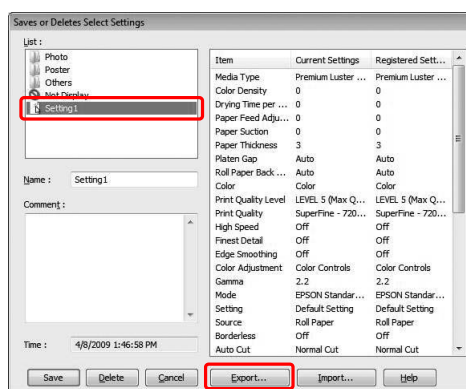 Saves or Deletes Select Settings
List :
Photo
Poster
Others
Not Display
Setting1
Name : Setting1
Comment :
Time : 4/8/2009 1:46:58 PM
Item Current Settings Registered Sett...
Media Type Premium Luster ... Premium Luster ...
Color Density 0 0
Drying Time per ... 0 0
Paper Feed Adju... 0 0
Paper Suction 0 0
Paper Thickness 3 3
Platen Gap Auto Auto
Roll Paper Back ... Auto Auto
Color Color Color
Print Quality Level LEVEL 5 (Max Q... LEVEL 5 (Max Q...
Print Quality SuperFine - 720... SuperFine - 720...
High Speed Off Off
Finest Detail Off Off
Edge Smoothing Off Off
Color Adjustment Color Controls Color Controls
Gamma 2.2 2.2
Mode EPSON Standar... EPSON Standar...
Setting Default Setting Default Setting
Source Roll Paper Roll Paper
Borderless Off Off
Auto Cut Normal Cut Normal Cut
Save Delete Cancel Export... Import... Help